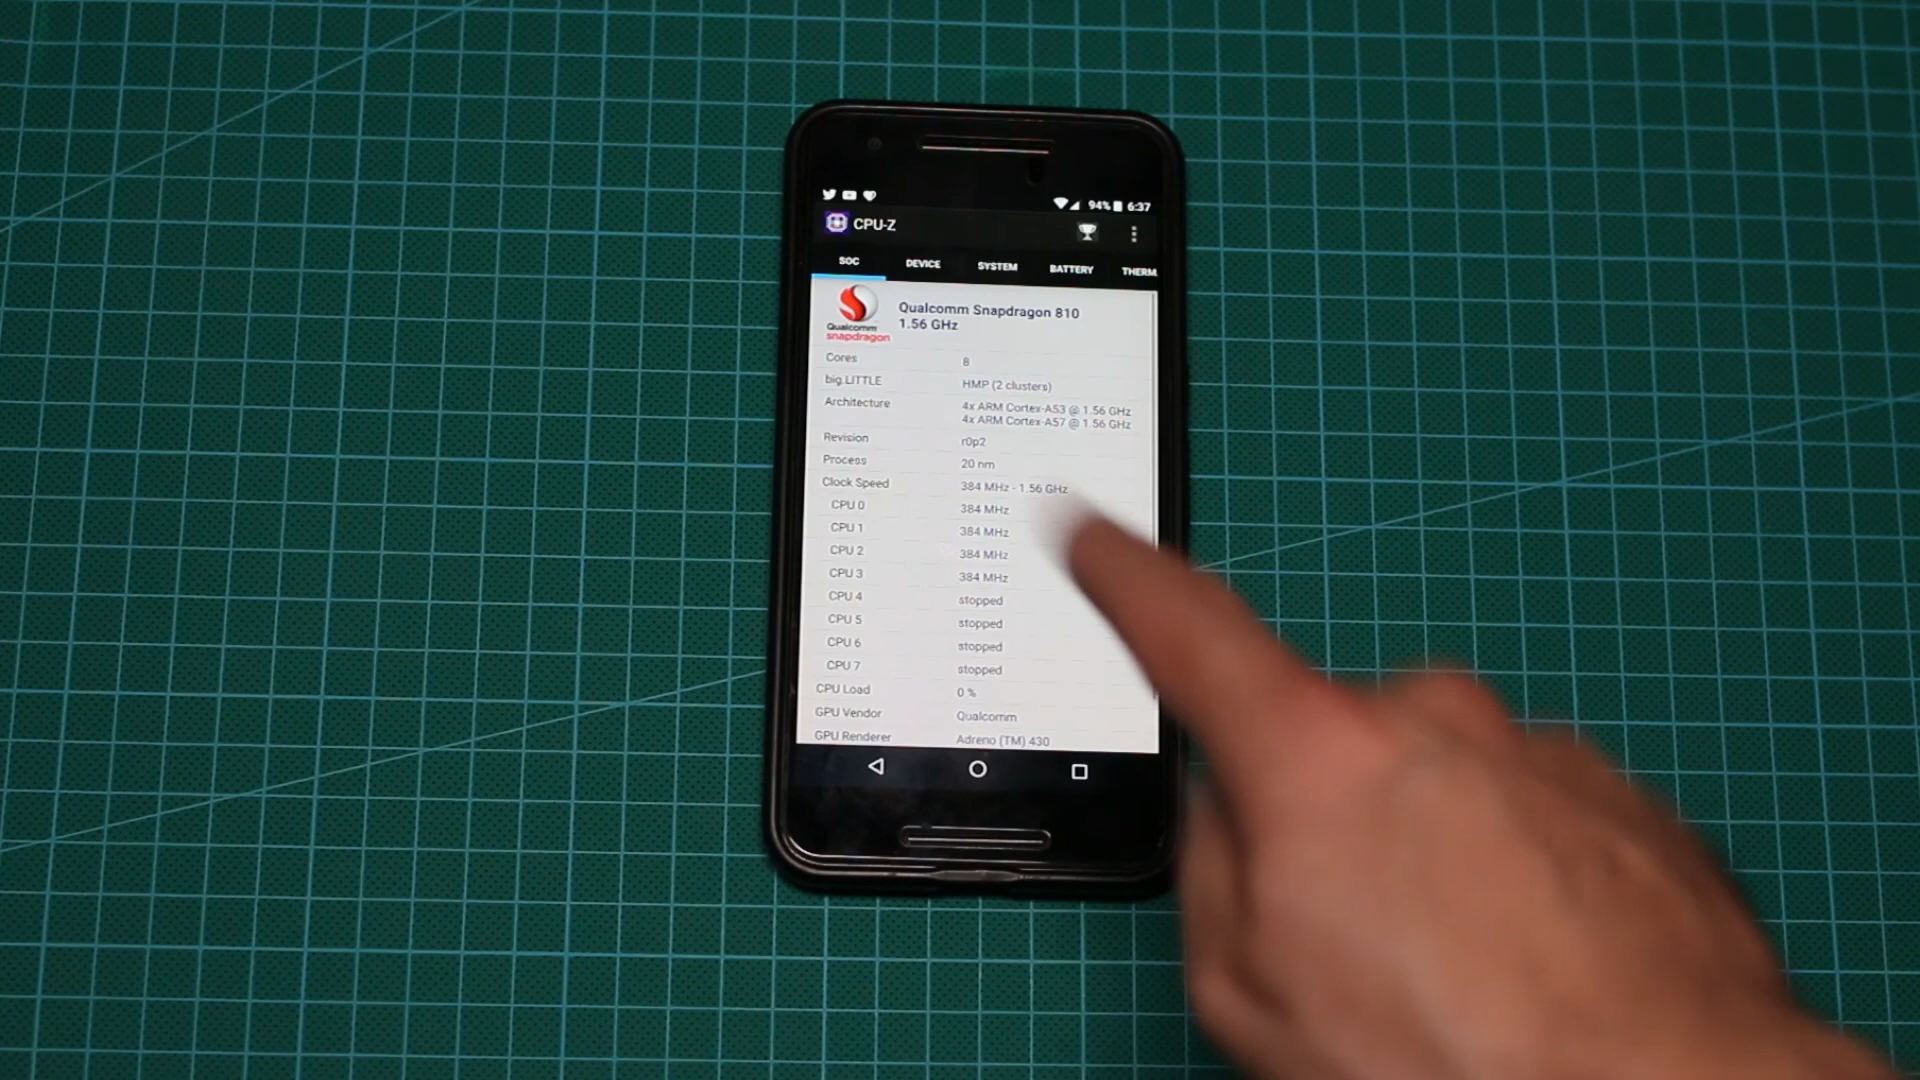 94% 6:37
CPU-Z
SOC DEVICE SYSTEM BATTERY THERM
Qualcomm snapdragon
Qualcomm Snapdragon 810
1.56 GHz
Cores 8
big.LITTLE HMP (2 clusters)
Architecture 4x ARM Cortex-A53 @ 1.56 GHz
4x ARM Cortex-A57 @ 1.56 GHz
Revision r0p2
Process 20 nm
Clock Speed 384 MHz - 1.56 GHz
CPU 0 384 MHz
CPU 1 384 MHz
CPU 2 384 MHz
CPU 3 384 MHz
CPU 4 stopped
CPU 5 stopped
CPU 6 stopped
CPU 7 stopped
CPU Load 0 %
GPU Vendor Qualcomm
GPU Renderer Adreno (TM) 430